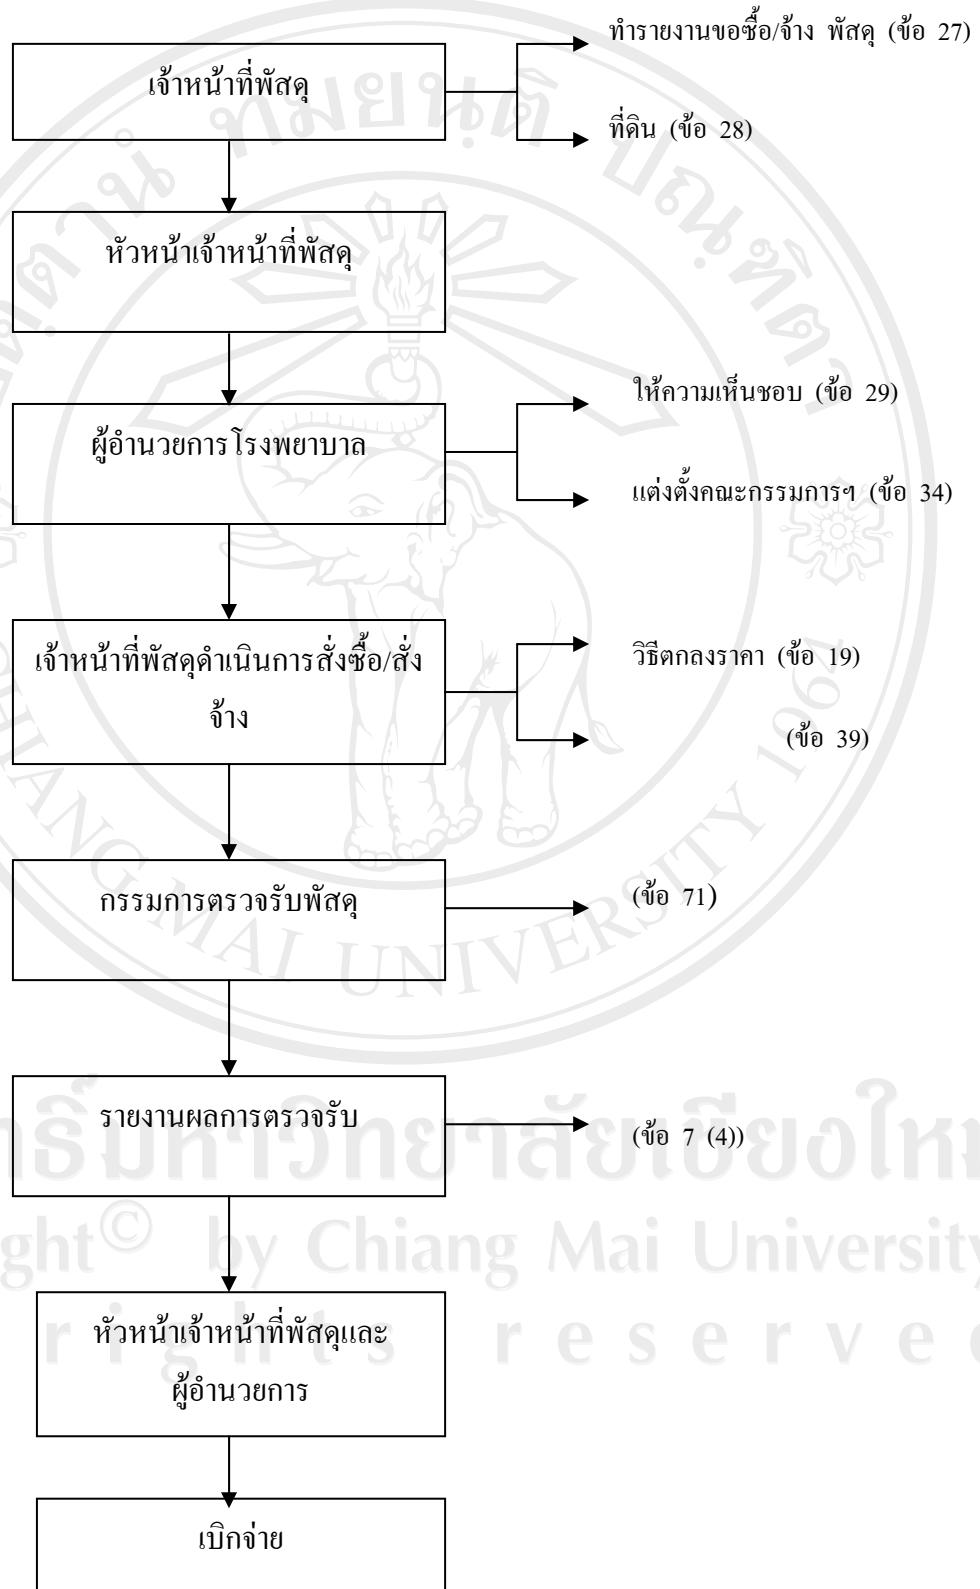 ทำรายงานขอซื้อ/จ้าง พัสดุ (ข้อ 27)
เจ้าหน้าที่พัสดุ
ที่ดิน (ข้อ 28)
หัวหน้าเจ้าหน้าที่พัสดุ
ให้ความเห็นชอบ (ข้อ 29)
ผู้อำนวยการโรงพยาบาล
แต่งตั้งคณะกรรมการฯ (ข้อ 34)
เจ้าหน้าที่พัสดุดำเนินการสั่งซื้อ/สั่ง
จ้าง
วิธีตกลงราคา (ข้อ 19)
(ข้อ 39)
กรรมการตรวจรับพัสดุ
(ข้อ 71)
รายงานผลการตรวจรับ
(ข้อ 7 (4))
หัวหน้าเจ้าหน้าที่พัสดุและ
ผู้อำนวยการ
เบิกจ่าย
CHIANG MAI UNIVERSITY 1964
by Chiang Mai University
rights reserved